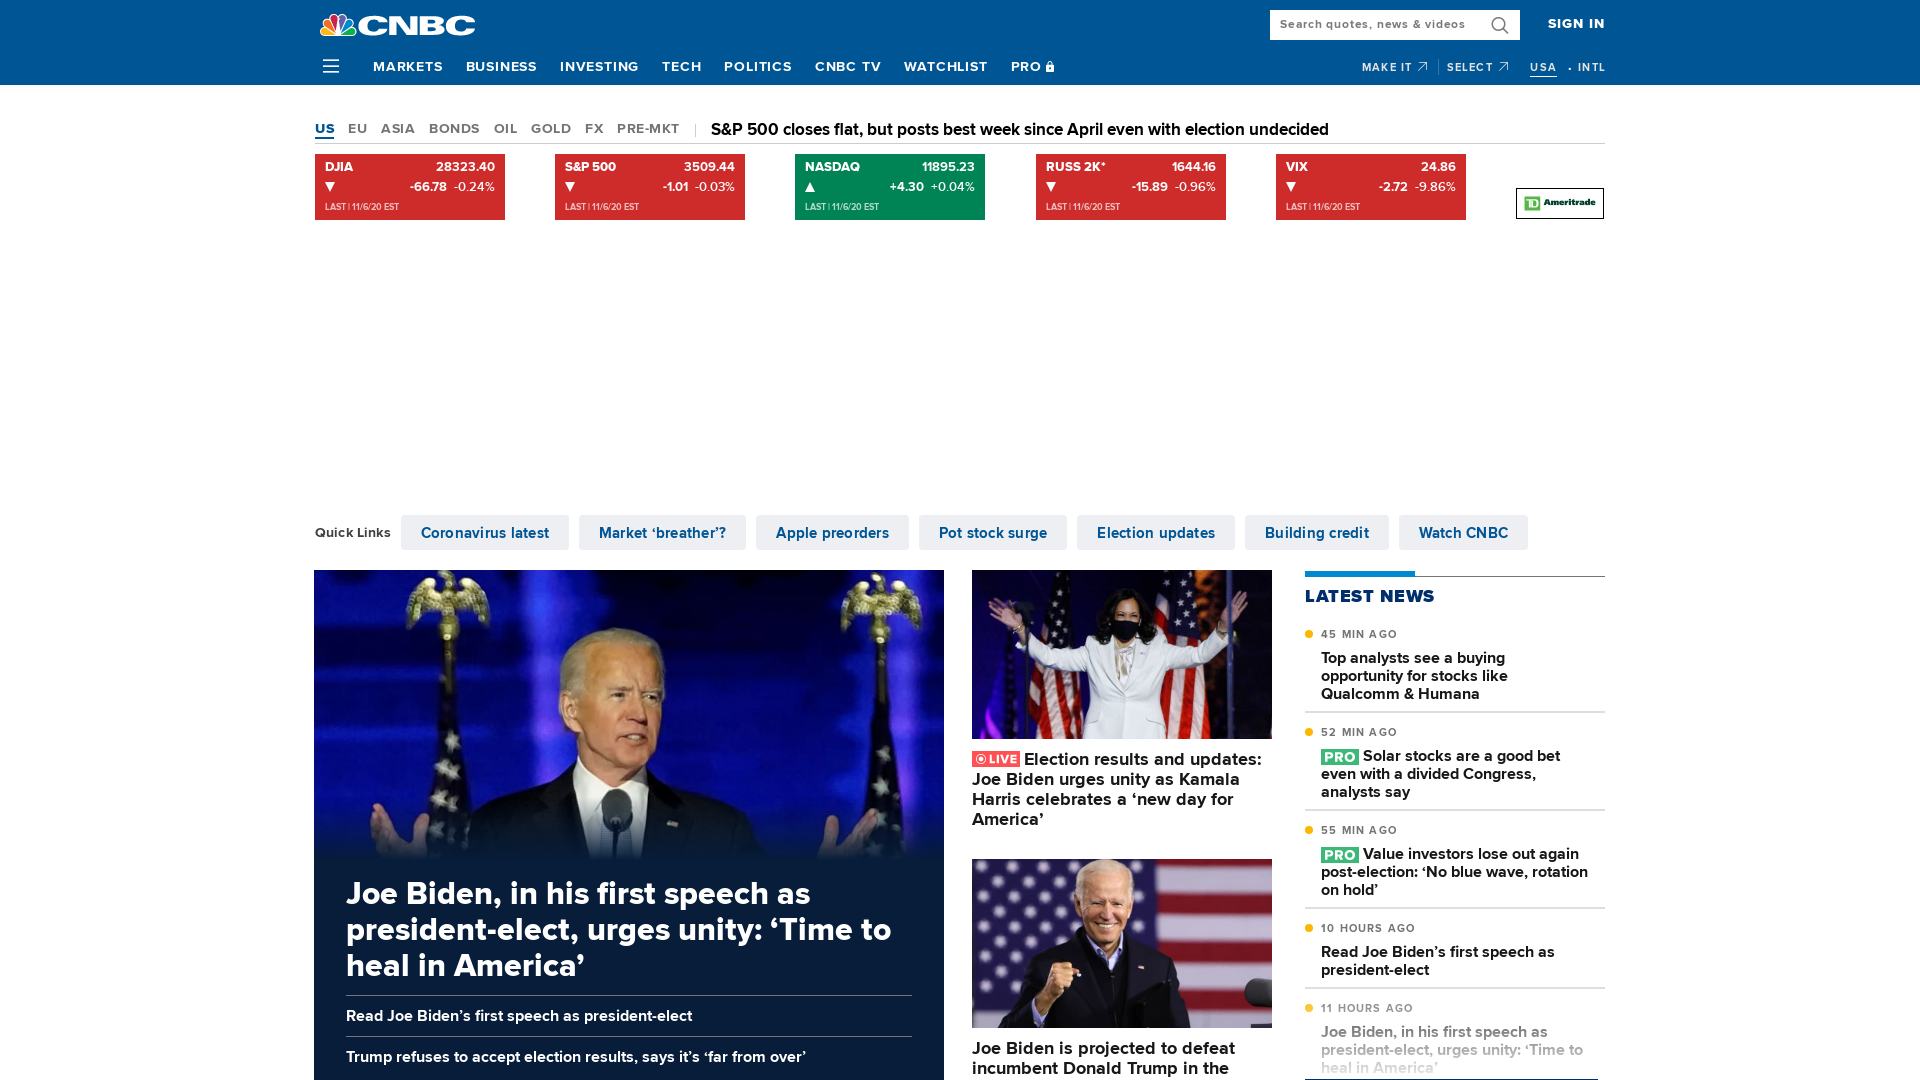 CNBC
Search quotes, news & videos
SIGN IN
MARKETS
BUSINESS
INVESTING
TECH
POLITICS
CNBC TV
WATCHLIST
PRO
MAKE IT
SELECT
USA
• INTL
US
EU
ASIA
BONDS
OIL
GOLD
FX
PRE-MKT
S&P 500 closes flat, but posts best week since April even with election undecided
DJIA 28323.40
▼ -66.78 -0.24%
LAST | 11/6/20 EST
S&P 500 3509.44
▼ -1.01 -0.03%
LAST | 11/6/20 EST
NASDAQ 11895.23
▲ +4.30 +0.04%
LAST | 11/6/20 EST
RUSS 2K* 1644.16
▼ -15.89 -0.96%
LAST | 11/6/20 EST
VIX 24.86
▼ -2.72 -9.86%
LAST | 11/6/20 EST
TD Ameritrade
Quick Links
Coronavirus latest
Market ‘breather’?
Apple preorders
Pot stock surge
Election updates
Building credit
Watch CNBC
Joe Biden, in his first speech as
president-elect, urges unity: ‘Time to
heal in America’
Read Joe Biden’s first speech as president-elect
Trump refuses to accept election results, says it’s ‘far from over’
LIVE Election results and updates:
Joe Biden urges unity as Kamala
Harris celebrates a ‘new day for
America’
Joe Biden is projected to defeat
incumbent Donald Trump in the
LATEST NEWS
45 MIN AGO
Top analysts see a buying
opportunity for stocks like
Qualcomm & Humana
52 MIN AGO
PRO Solar stocks are a good bet
even with a divided Congress,
analysts say
55 MIN AGO
PRO Value investors lose out again
post-election: ‘No blue wave, rotation
on hold’
10 HOURS AGO
Read Joe Biden’s first speech as
president-elect
11 HOURS AGO
Joe Biden, in his first speech as
president-elect, urges unity: ‘Time to
heal in America’